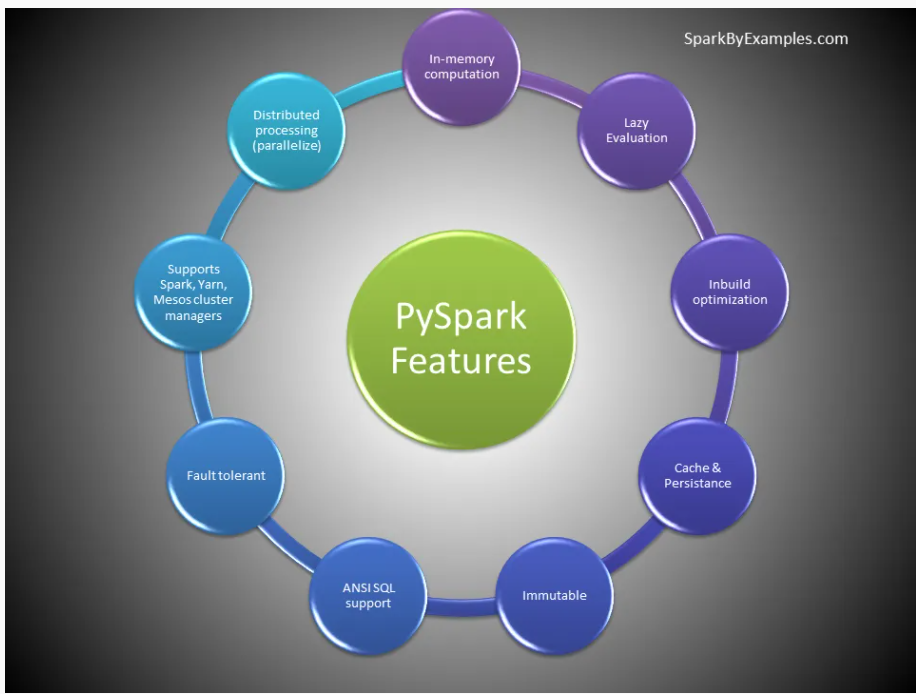 SparkByExamples.com
In-memory
computation
Lazy
Evaluation
Inbuild
optimization
Cache &
Persistance
Immutable
ANSI SQL
support
Fault tolerant
Supports
Spark, Yarn,
Mesos cluster
managers
Distributed
processing
(parallelize)
PySpark
Features